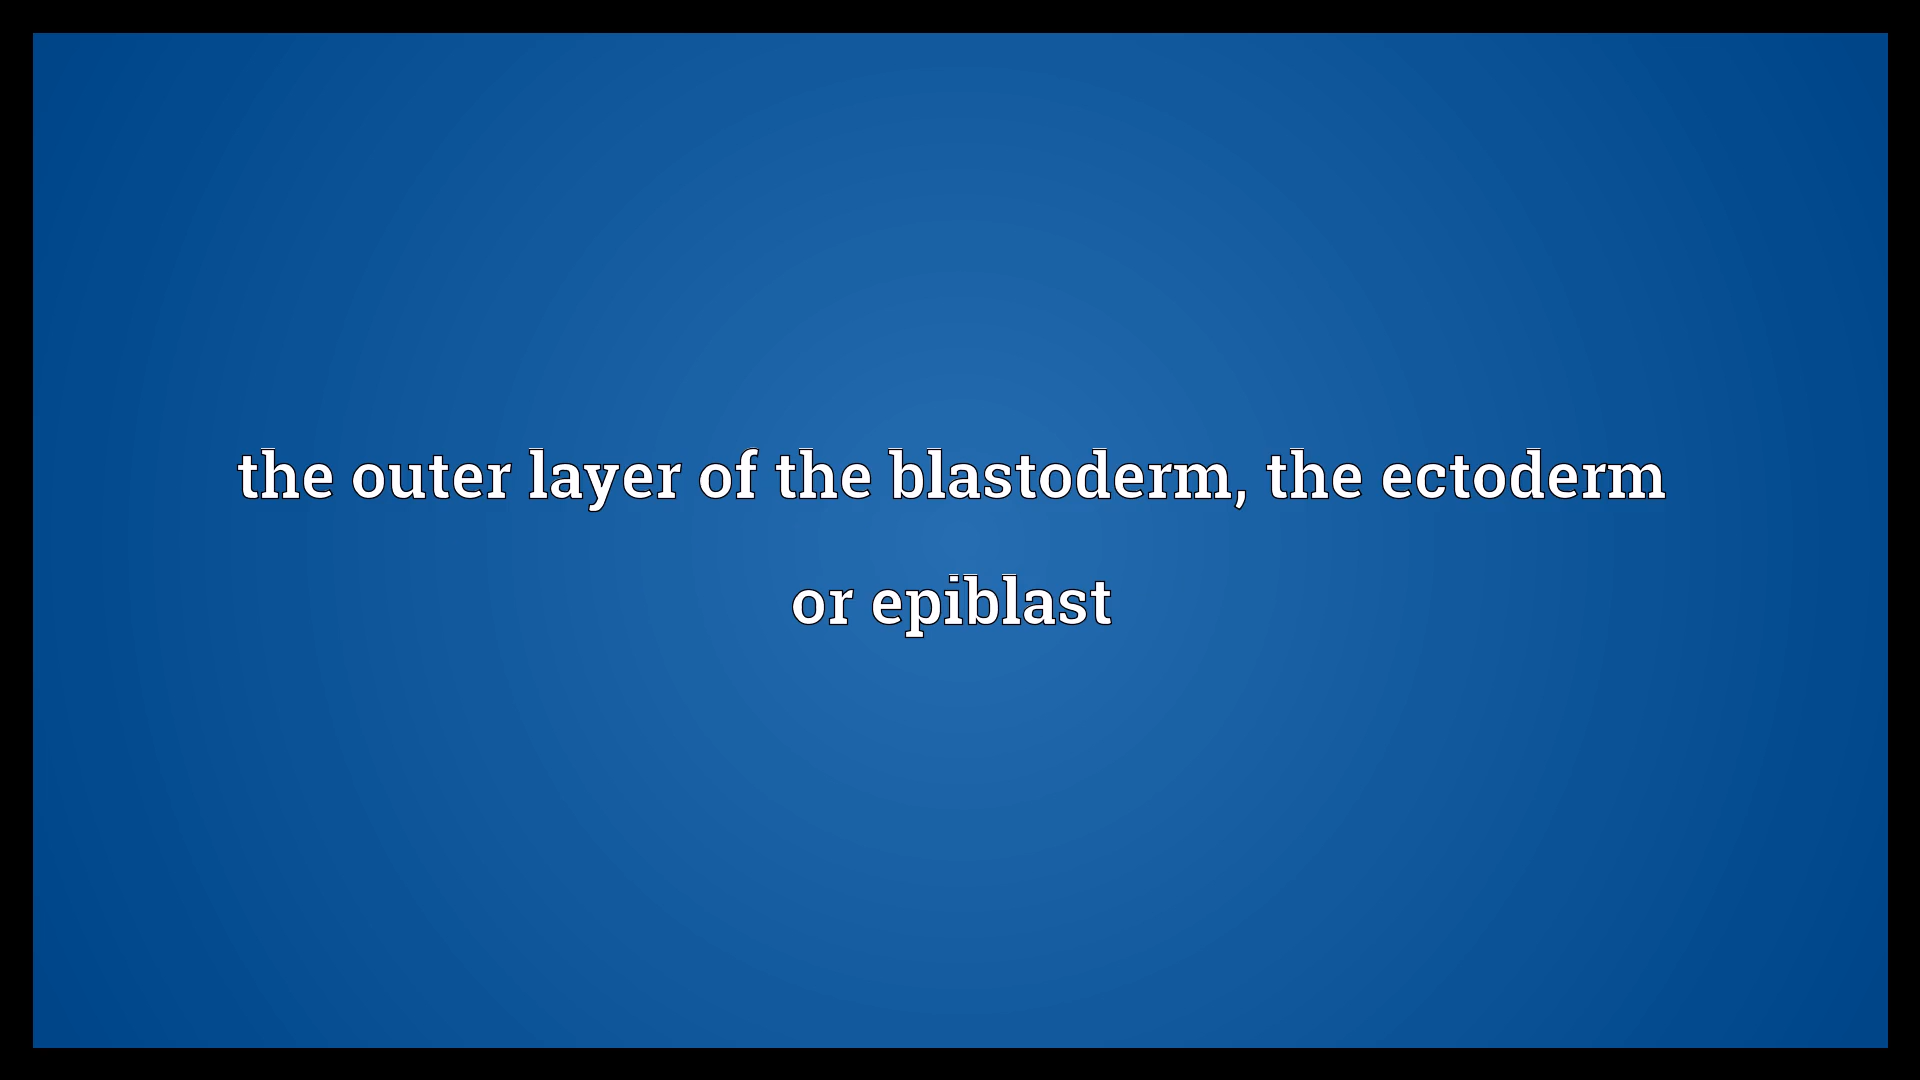 the outer layer of the blastoderm, the ectoderm
or epiblast